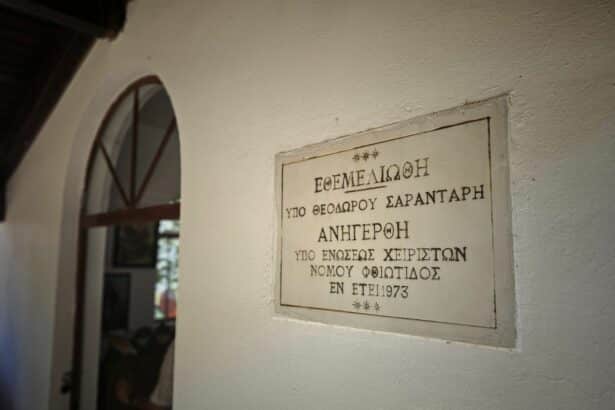 ΕΘΕΜΕΛΙΩΘΗ
ΥΠΟ ΘΕΟΔΩΡΟΥ ΣΑΡΑΝΤΑΡΗ
ΑΝΗΓΕΡΘΗ
ΥΠΟ ΕΝΩΣΕΩΣ ΧΕΙΡΙΣΤΩΝ
ΝΟΜΟΥ ΦΘΙΩΤΙΔΟΣ
ΕΝ ΕΤΕΙ 1973